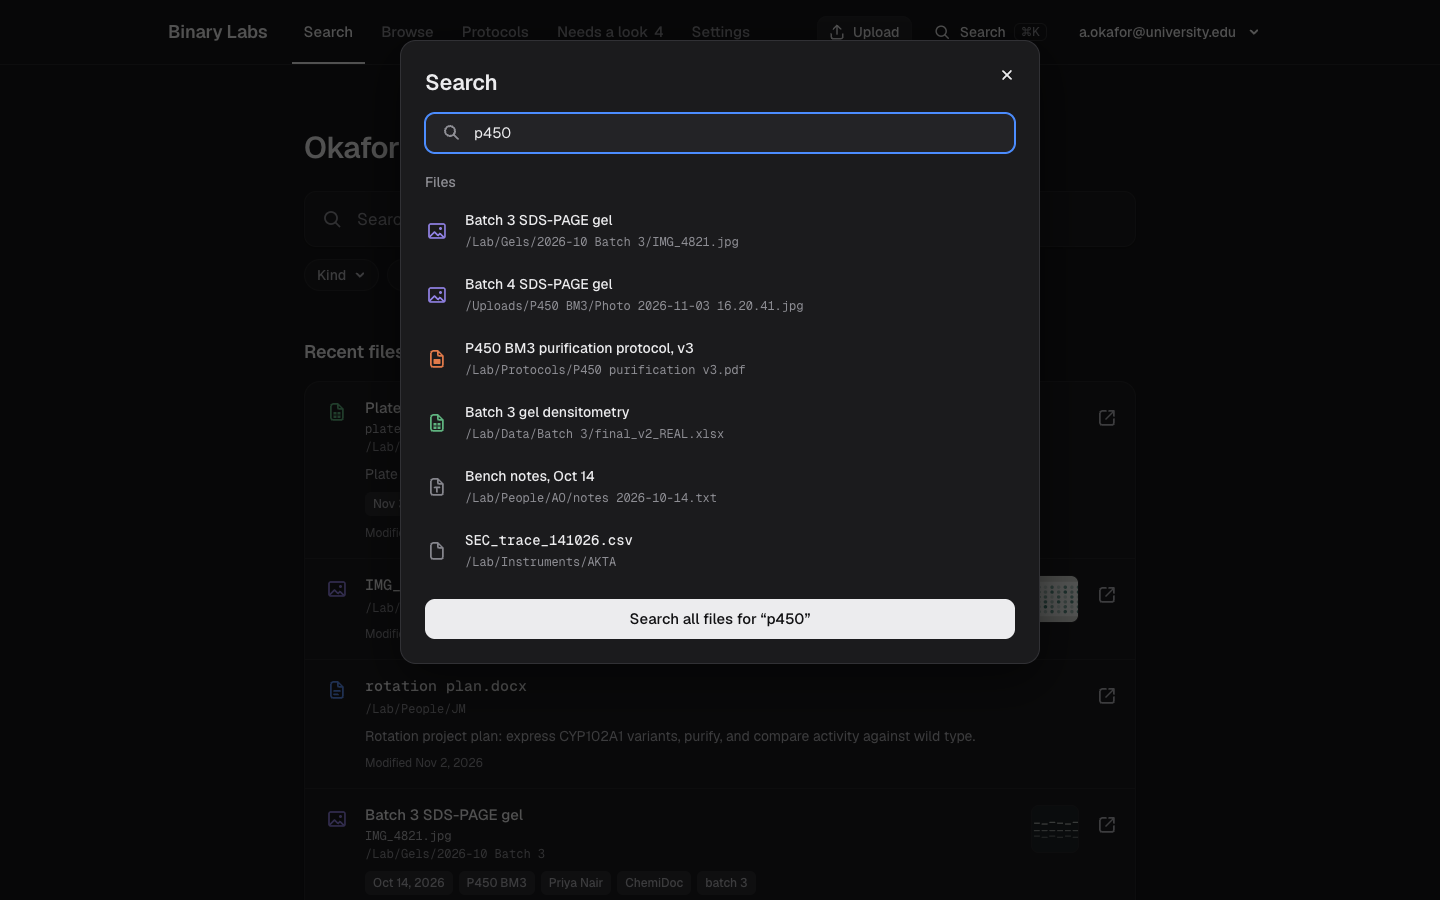 Binary Labs
Search
Browse
Protocols
Needs a look 4
Settings
Upload
Search ⌘K
a.okafor@university.edu
Search
p450
Files
Batch 3 SDS-PAGE gel
/Lab/Gels/2026-10 Batch 3/IMG_4821.jpg
Batch 4 SDS-PAGE gel
/Uploads/P450 BM3/Photo 2026-11-03 16.20.41.jpg
P450 BM3 purification protocol, v3
/Lab/Protocols/P450 purification v3.pdf
Batch 3 gel densitometry
/Lab/Data/Batch 3/final_v2_REAL.xlsx
Bench notes, Oct 14
/Lab/People/AO/notes 2026-10-14.txt
SEC_trace_141026.csv
/Lab/Instruments/AKTA
Search all files for “p450”
Okafor
Kind
Recent files
Plate
/Lab/
Plate
Nov
IMG_
/Lab/
rotation plan.docx
/Lab/People/JM
Rotation project plan: express CYP102A1 variants, purify, and compare activity against wild type.
Modified Nov 2, 2026
Batch 3 SDS-PAGE gel
IMG_4821.jpg
/Lab/Gels/2026-10 Batch 3
Oct 14, 2026
P450 BM3
Priya Nair
ChemiDoc
batch 3